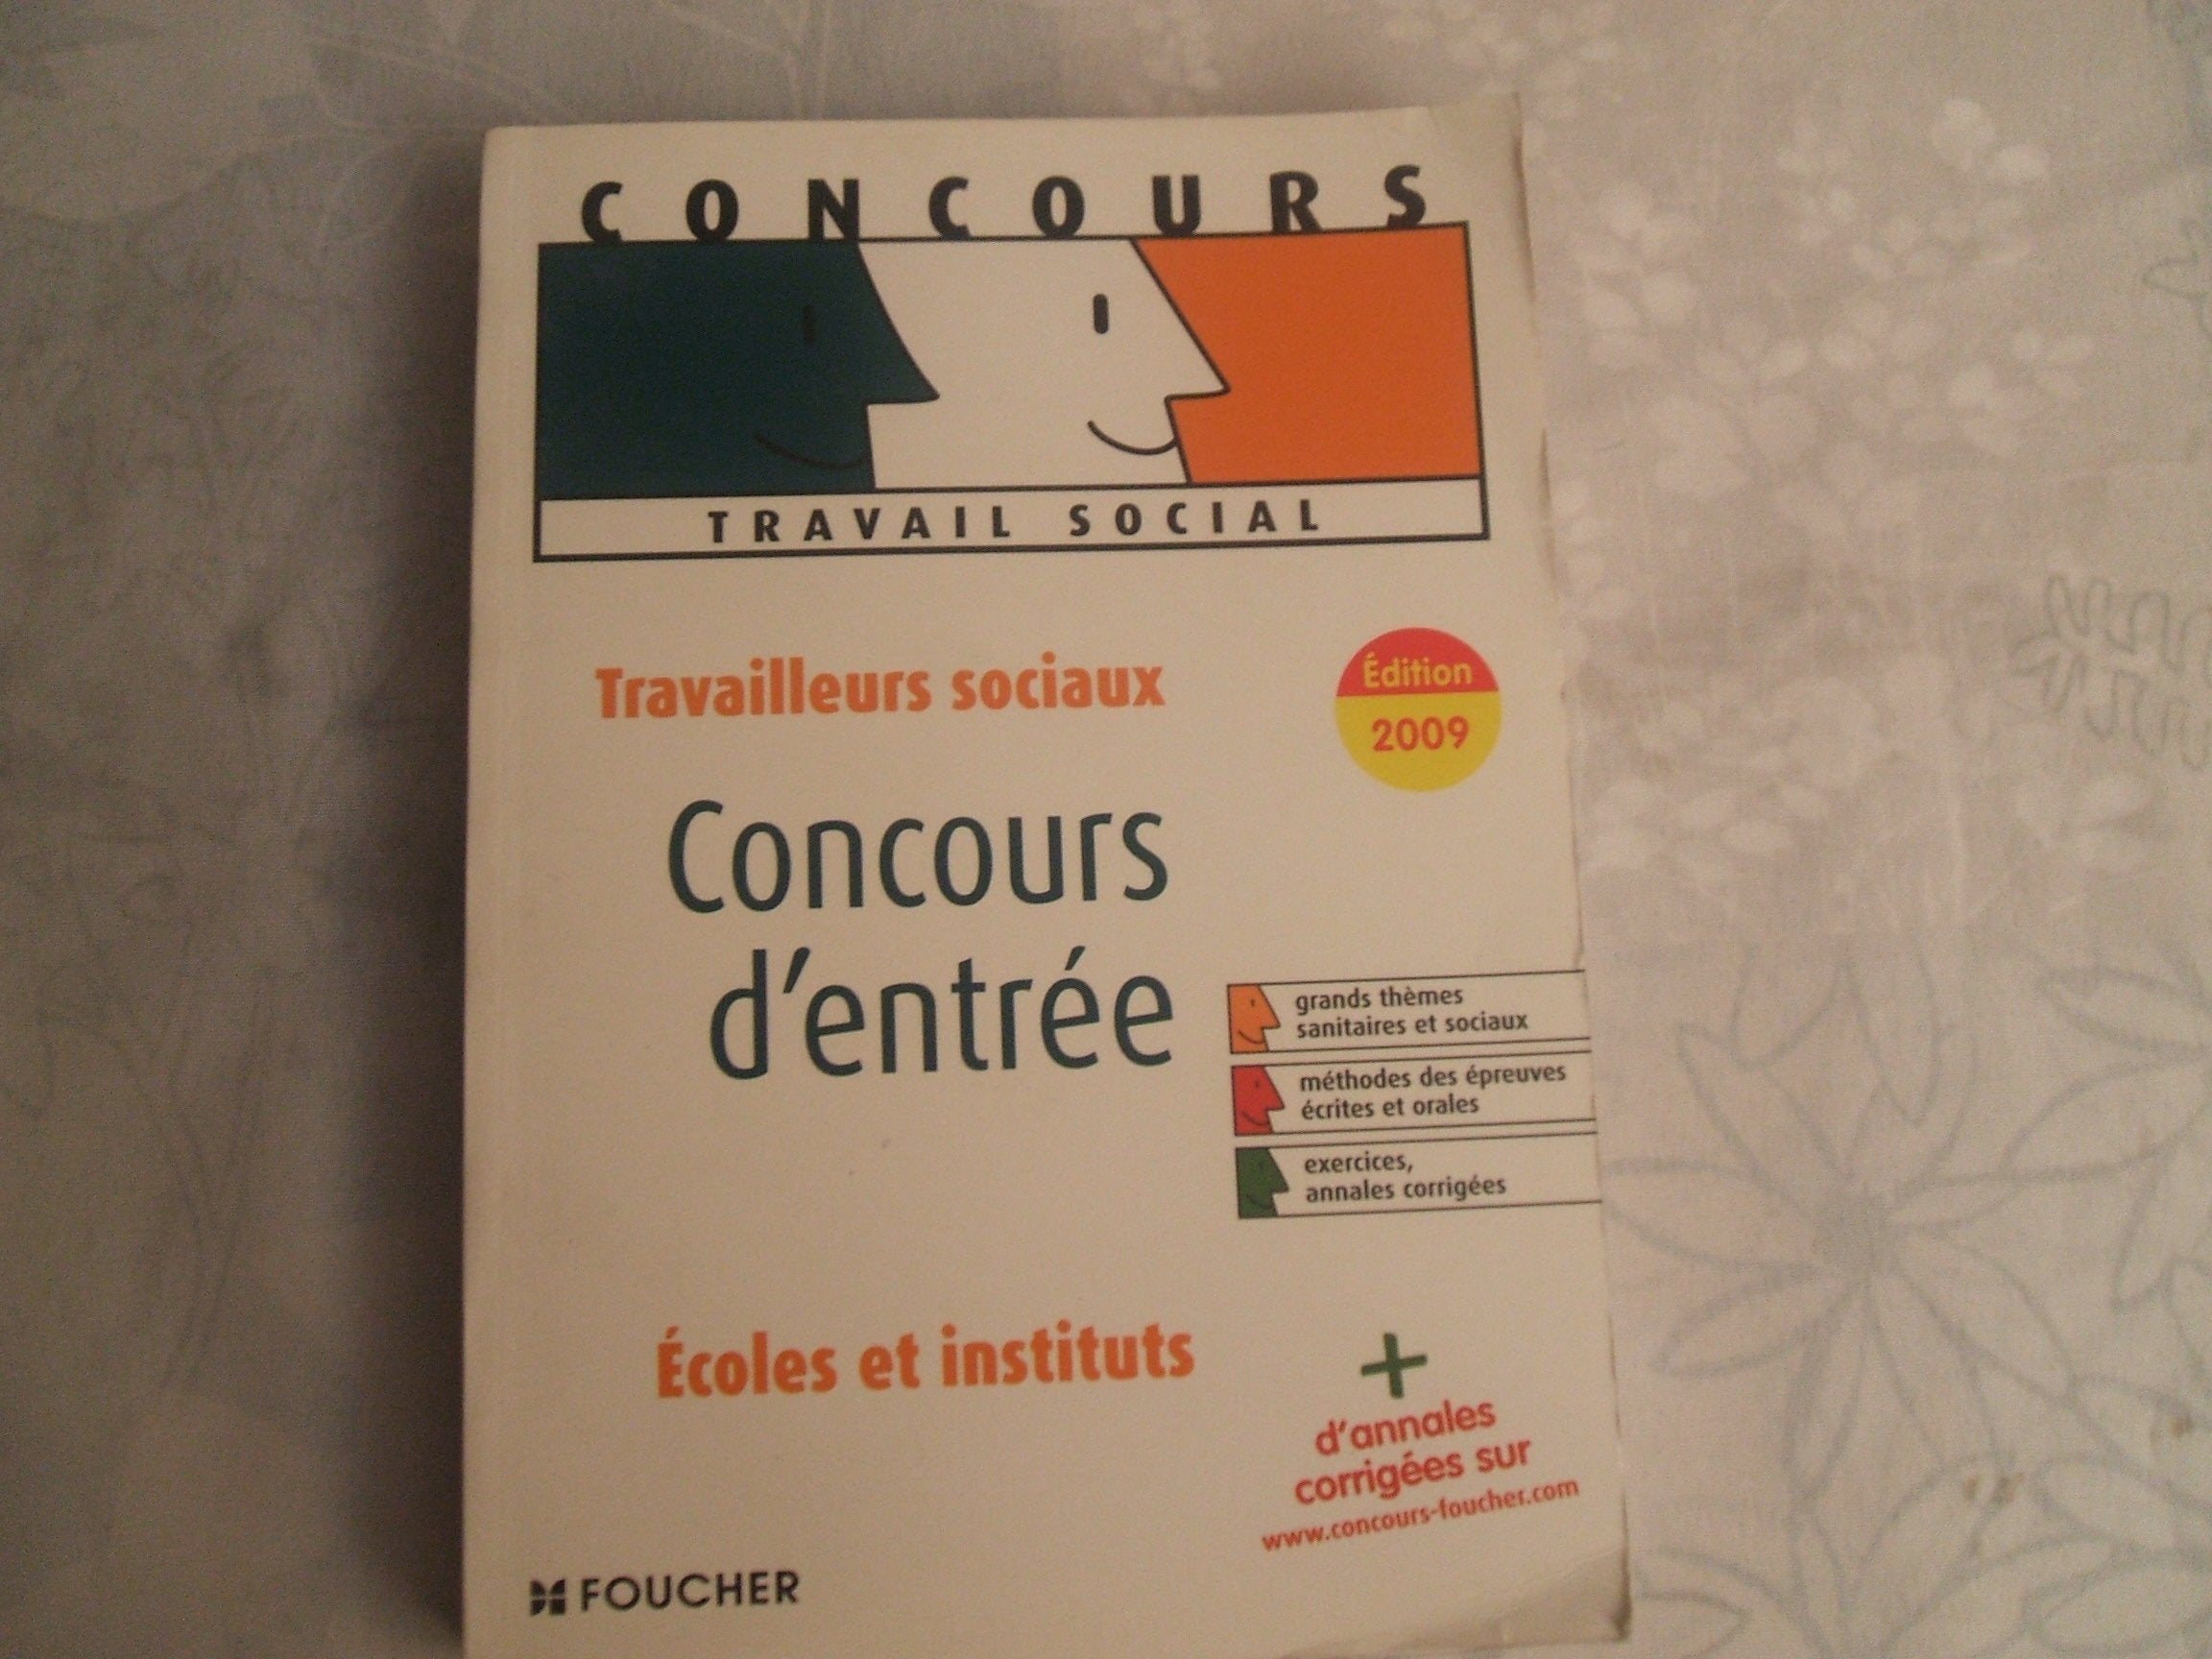 CONCOURS
TRAVAIL SOCIAL
Travailleurs sociaux
Édition
2009
Concours
d'entrée
grands thèmes
sanitaires et sociaux
méthodes des épreuves
écrites et orales
exercices,
annales corrigées
Écoles et instituts
+
d'annales
corrigées sur
www.concours-foucher.com
FOUCHER